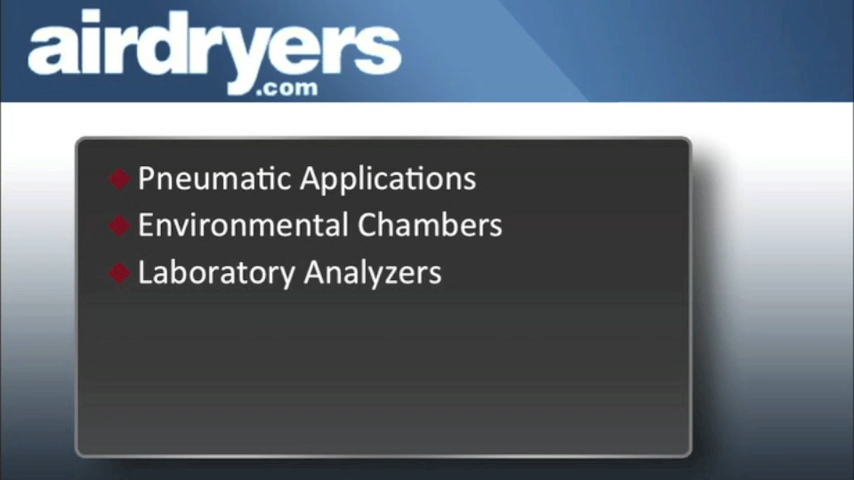 airdryers
.com
Pneumatic Applications
Environmental Chambers
Laboratory Analyzers